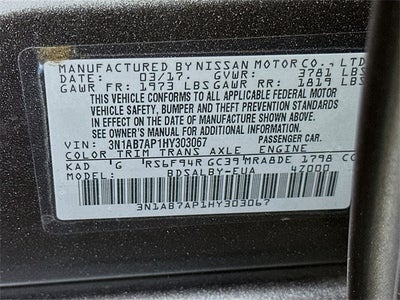 MANUFACTURED BY NISSAN MOTOR CO., LTD.
DATE: 03/17. GVWR: 3781 LBS
GAWR FR: 1973 LBS GAWR RR: 1819 LBS
THIS VEHICLE CONFORMS TO ALL APPLICABLE FEDERAL MOTOR
VEHICLE SAFETY, BUMPER AND THEFT PREVENTION STANDARDS
IN EFFECT ON THE DATE OF MANUFACTURE SHOWN ABOVE.
SEE OWNER'S MANUAL FOR ADDITIONAL INFORMATION.
VIN: 3N1AB7AP1HY303067 PASSENGER CAR.
COLOR TRIM TRANS AXLE ENGINE
KAD G RS6F94R GC39 MRA8DE 1798 CC
BDSALBY-EUA 4Z000
3N1AB7AP1HY303067